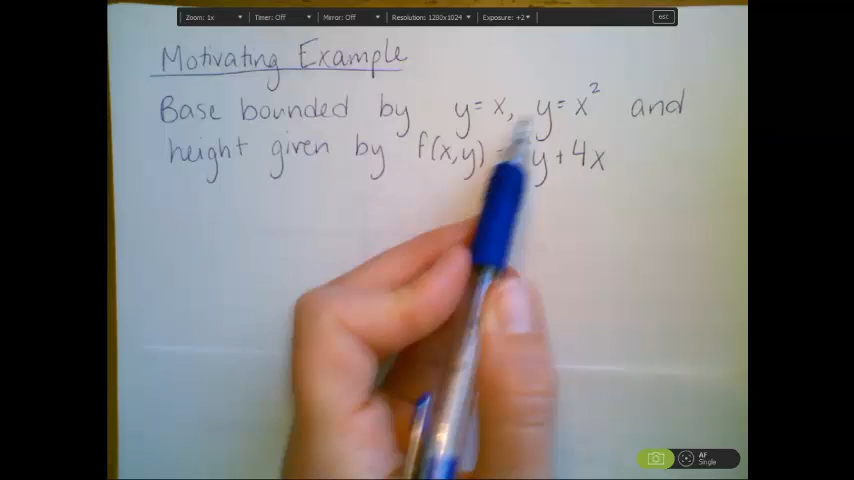 Zoom: 1x Timer: Off Mirror: Off Resolution: 1280x1024 Exposure: +2 esc
Motivating Example
Base bounded by y = x, y = x² and
height given by f(x,y) = y + 4x
AF
Single